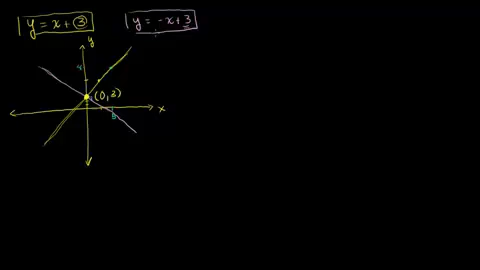 y = x + 3 y = -x + 3
y
(0,3)
x